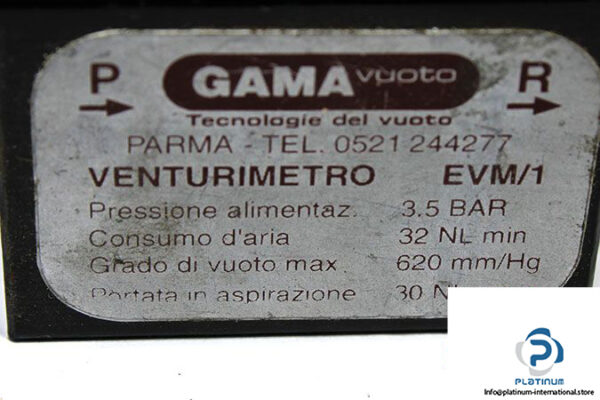 P GAMA vuoto R
Tecnologie del vuoto
PARMA - TEL. 0521 244277
VENTURIMETRO EVM/1
Pressione alimentaz. 3.5 BAR
Consumo d'aria 32 NL min
Grado di vuoto max 620 mm/Hg
Portata in aspirazione 30
PLATINUM
Info@platinum-international.store